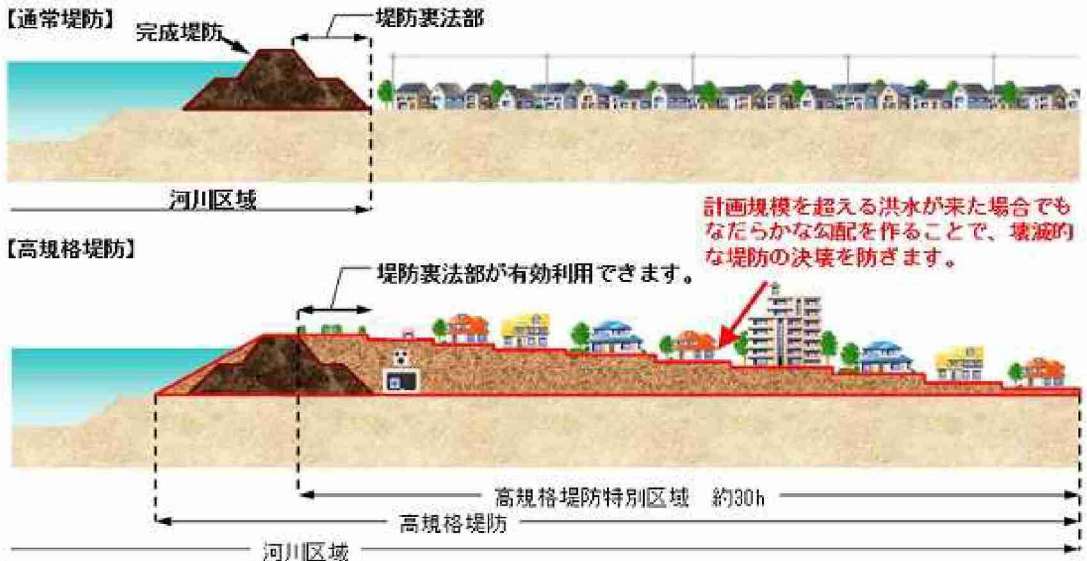 【通常堤防】
完成堤防
堤防裏法部
河川区域
計画規模を超える洪水が来た場合でも
なだらかな勾配を作ることで、壊滅的
な堤防の決壊を防ぎます。
【高規格堤防】
堤防裏法部が有効利用できます。
高規格堤防特別区域 約30h
高規格堤防
河川区域